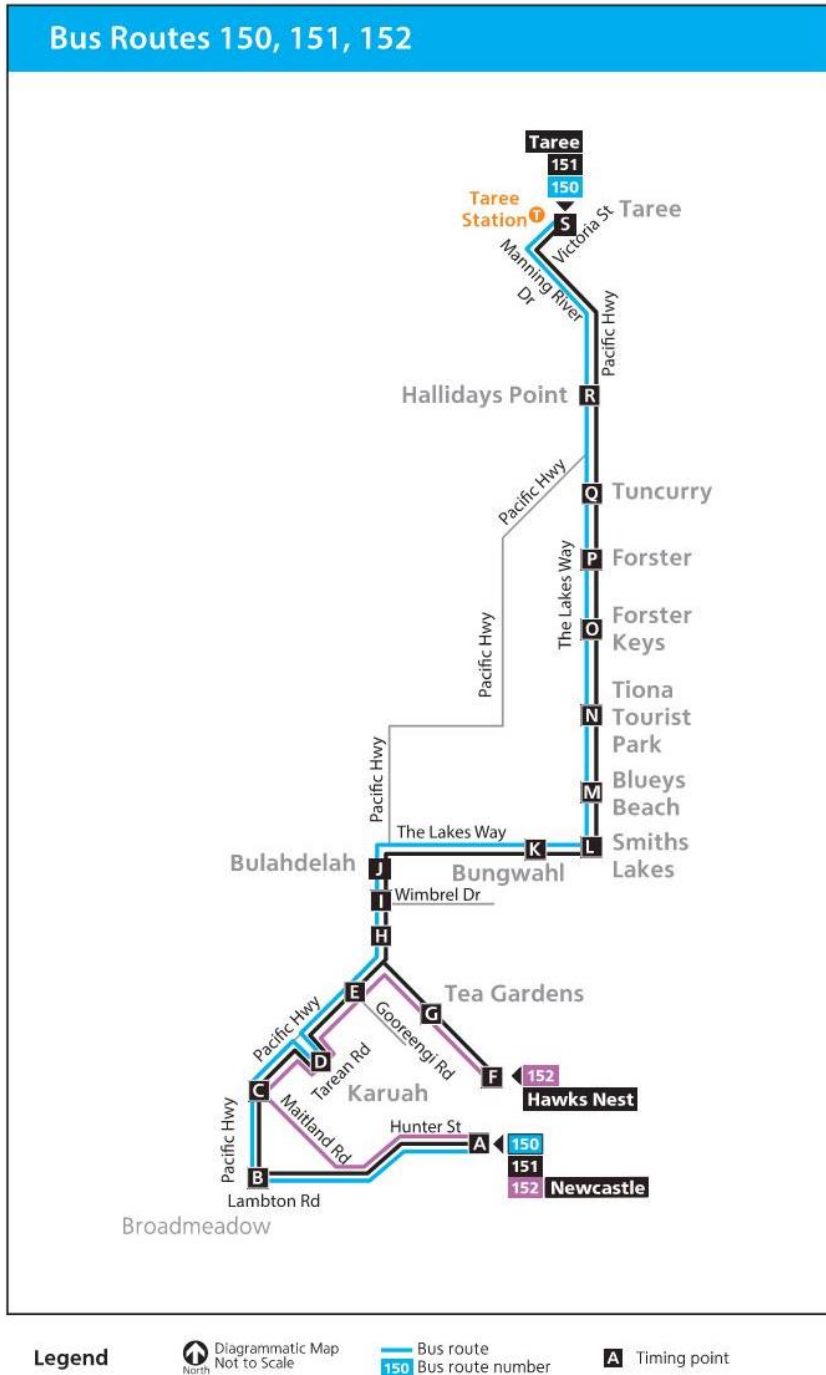 Bus Routes 150, 151, 152
Taree
151
150
Taree
Station T
S
Taree
Victoria St
Manning River
Dr
Pacific Hwy
Hallidays Point
R
Pacific Hwy
Q
Tuncurry
P
Forster
The Lakes Way
O
Forster
Keys
Pacific Hwy
N
Tiona
Tourist
Park
Pacific Hwy
M
Blueys
Beach
The Lakes Way
K
L
Smiths
Lakes
Bulahdelah
J
Bungwahl
I
Wimbrel Dr
H
E
Tea Gardens
G
Pacific Hwy
Gooreengi Rd
D
Tarean Rd
F
152
Hawks Nest
C
Karuah
Maitland Rd
Hunter St
A
150
151
152 Newcastle
Pacific Hwy
B
Lambton Rd
Broadmeadow
Legend
North
Diagrammatic Map
Not to Scale
Bus route
150 Bus route number
A Timing point